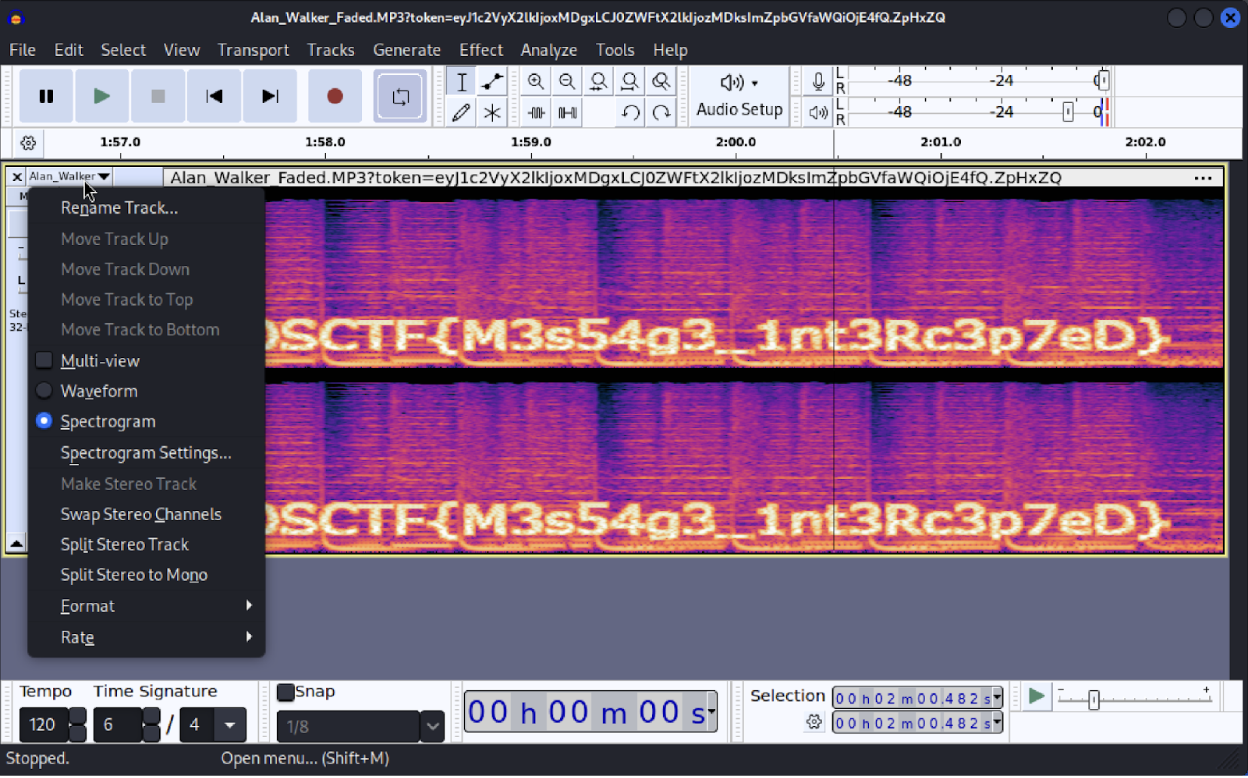 Alan_Walker_Faded.MP3?token=eyJ1c2VyX2lkIjoxMDgxLCJ0ZWFtX2lkIjozMDksImZpbGVfaWQiOjE4fQ.ZpHxZQ
File Edit Select View Transport Tracks Generate Effect Analyze Tools Help
L R -48 -24 0
Audio Setup
L R -48 -24 0
1:57.0 1:58.0 1:59.0 2:00.0 2:01.0 2:02.0
Alan_Walker
Alan_Walker_Faded.MP3?token=eyJ1c2VyX2lkIjoxMDgxLCJ0ZWFtX2lkIjozMDksImZpbGVfaWQiOjE4fQ.ZpHxZQ
Rename Track...
Move Track Up
Move Track Down
L
Move Track to Top
Ste
32-
Move Track to Bottom
SCTF{M3s54g3_1nt3Rc3p7eD}
Multi-view
Waveform
Spectrogram
Spectrogram Settings...
Make Stereo Track
Swap Stereo Channels
SCTF{M3s54g3_1nt3Rc3p7eD}
Split Stereo Track
Split Stereo to Mono
Format
Rate
Tempo Time Signature Snap
120 6 / 4 1/8
00 h 00 m 00 s
Selection 00 h 02 m 00.482 s
00 h 02 m 00.482 s
- +
Stopped. Open menu... (Shift+M)